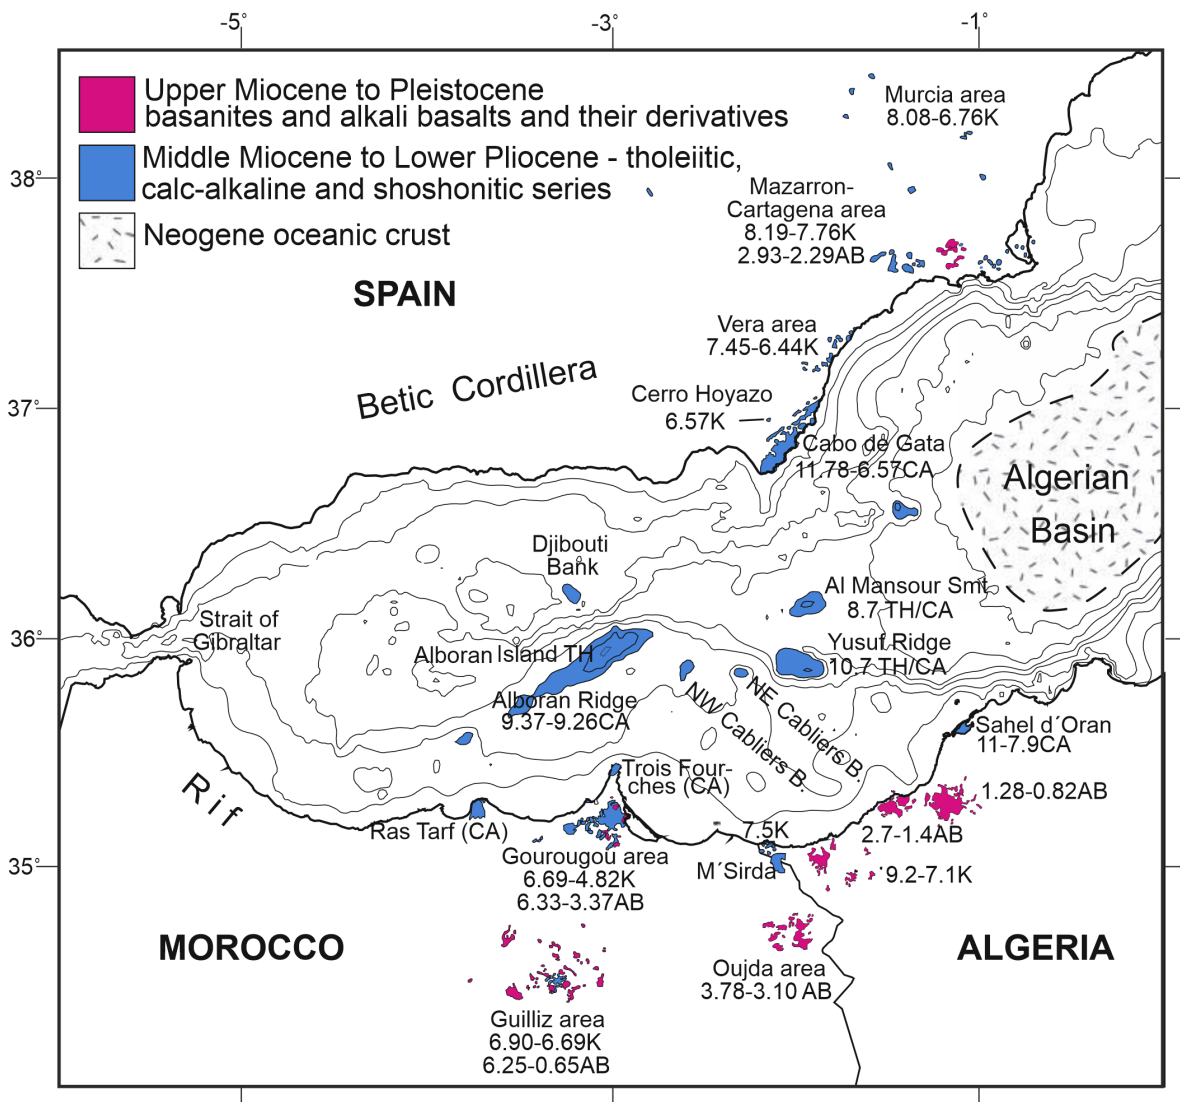 -5°
-3°
-1°
Upper Miocene to Pleistocene
basanites and alkali basalts and their derivatives
Middle Miocene to Lower Pliocene - tholeiitic,
calc-alkaline and shoshonitic series
Neogene oceanic crust
Murcia area
8.08-6.76K
38°
Mazarron-
Cartagena area
8.19-7.76K
2.93-2.29AB
SPAIN
Vera area
7.45-6.44K
Betic Cordillera
Cerro Hoyazo
6.57K
37°
Cabo de Gata
11.78-6.57CA
Algerian
Basin
Djibouti
Bank
Al Mansour Smt
8.7 TH/CA
Strait of
Gibraltar
36°
Alboran Island TH
Yusuf Ridge
10.7 TH/CA
Alboran Ridge
9.37-9.26CA
NW Cabliers B.
NE Cabliers B.
Sahel d´Oran
11-7.9CA
Rif
Trois Four-
ches (CA)
1.28-0.82AB
Ras Tarf (CA)
7.5K
2.7-1.4AB
35°
Gourougou area
6.69-4.82K
6.33-3.37AB
M´Sirda
9.2-7.1K
MOROCCO
ALGERIA
Oujda area
3.78-3.10 AB
Guilliz area
6.90-6.69K
6.25-0.65AB